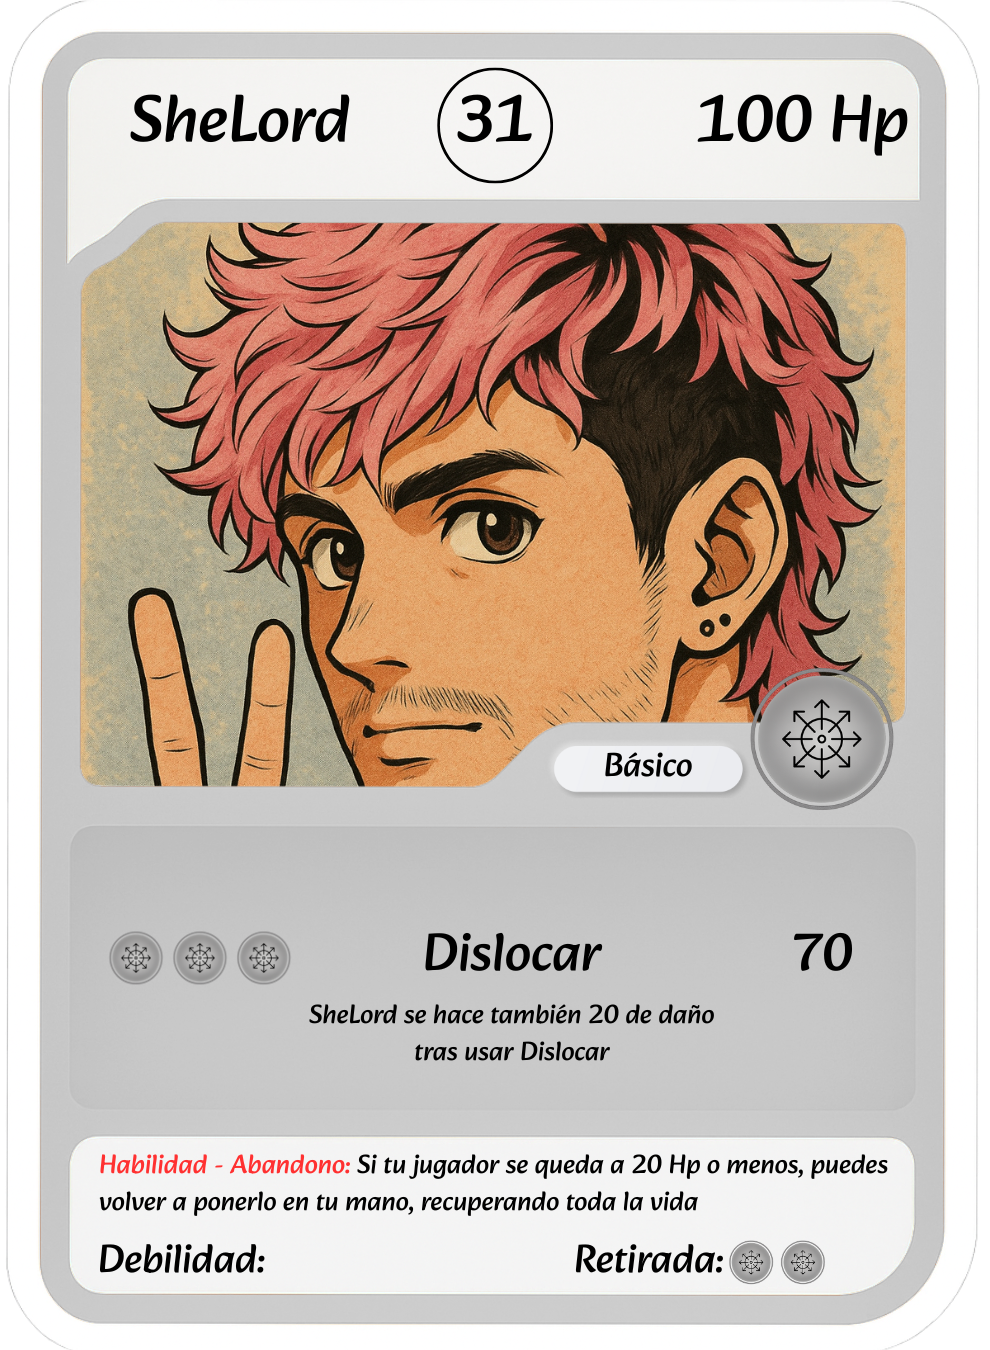 SheLord 31 100 Hp
Básico
Dislocar 70
SheLord se hace también 20 de daño
tras usar Dislocar
Habilidad - Abandono: Si tu jugador se queda a 20 Hp o menos, puedes
volver a ponerlo en tu mano, recuperando toda la vida
Debilidad: Retirada: